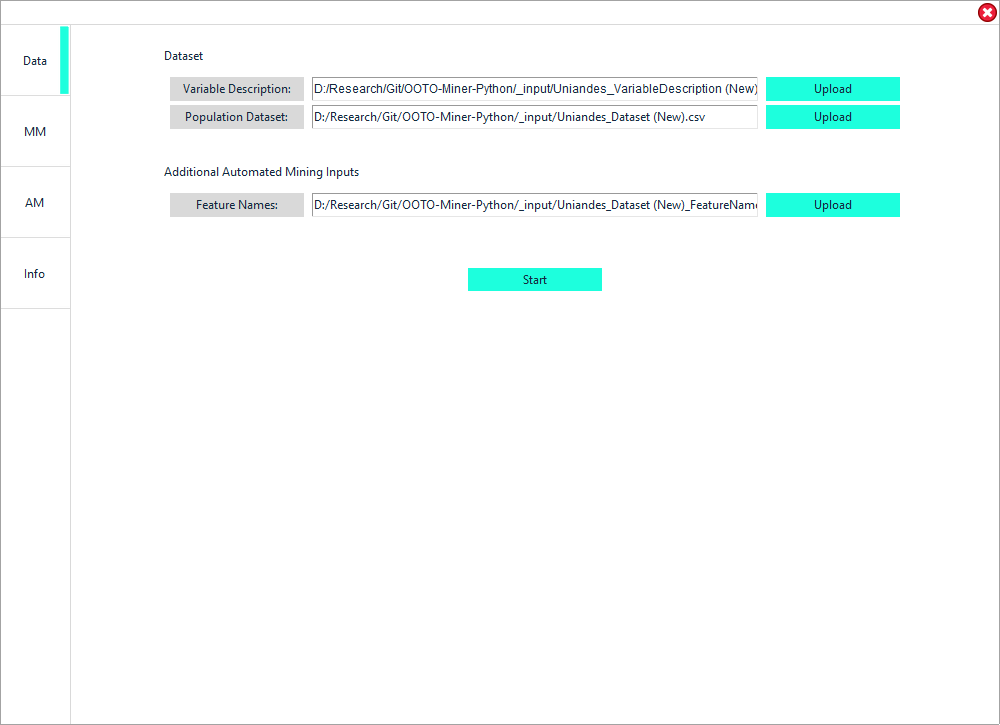 Data
MM
AM
Info
Dataset
Variable Description: D:/Research/Git/OOTO-Miner-Python/_input/Uniandes_VariableDescription (New) Upload
Population Dataset: D:/Research/Git/OOTO-Miner-Python/_input/Uniandes_Dataset (New).csv Upload
Additional Automated Mining Inputs
Feature Names: D:/Research/Git/OOTO-Miner-Python/_input/Uniandes_Dataset (New)_FeatureName Upload
Start